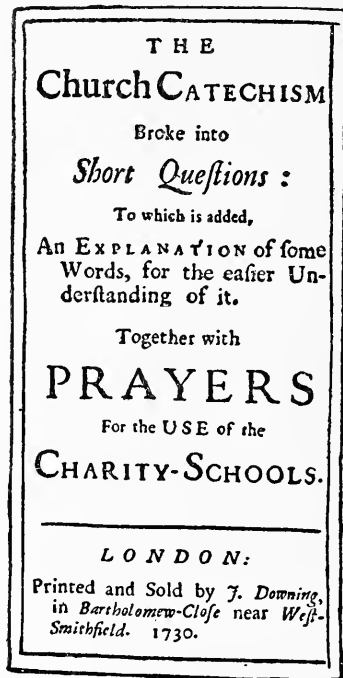 THE
Church CATECHISM
Broke into
Short Queſtions :
To which is added,
An EXPLANATION of ſome
Words, for the eaſier Un-
derſtanding of it.
Together with
PRAYERS
For the USE of the
CHARITY-SCHOOLS.
LONDON:
Printed and Sold by J. Downing,
in Bartholomew-Cloſe near Weſt-
Smithfield. 1730.